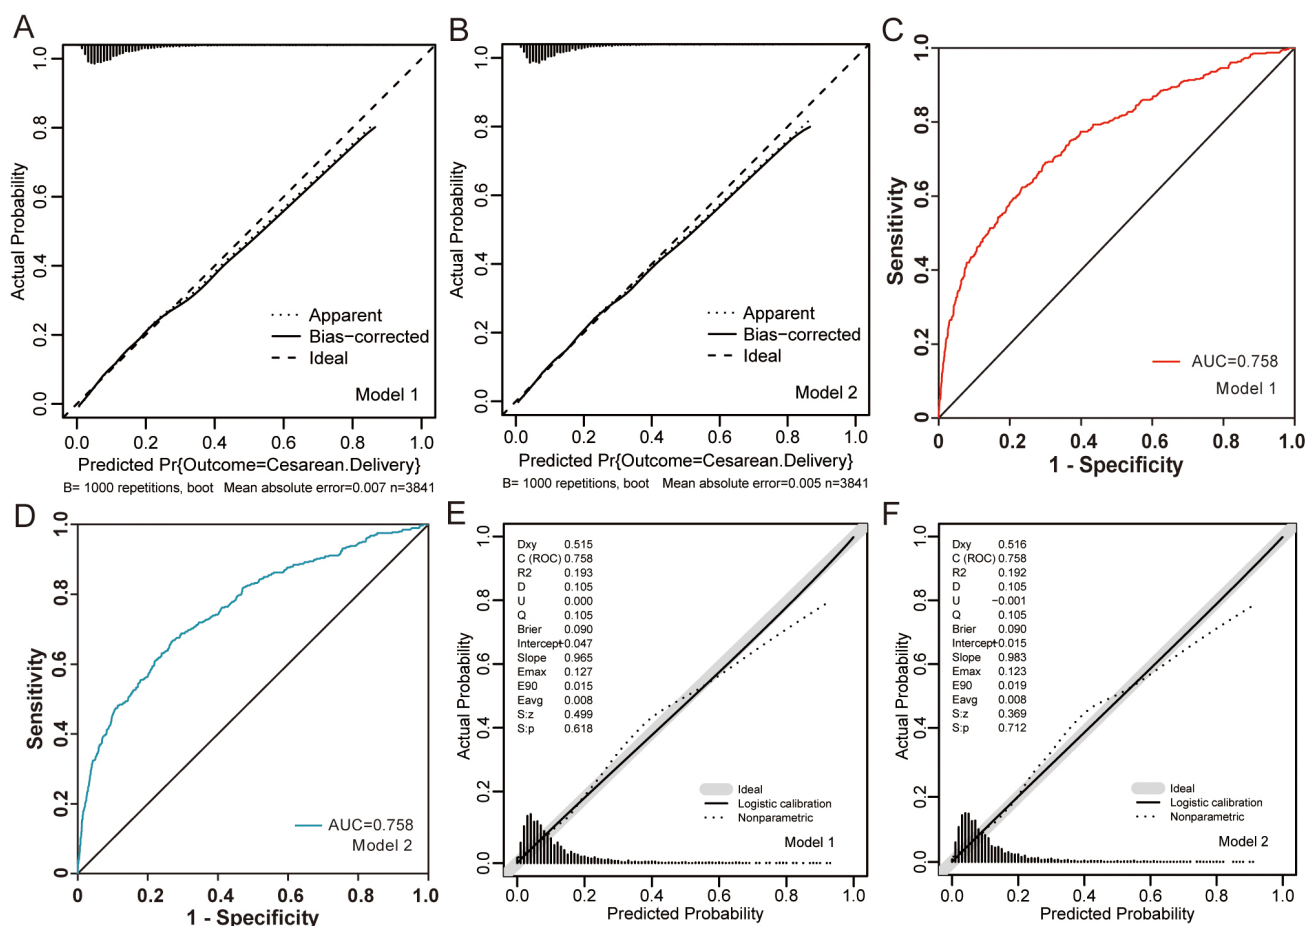 A
1.0
0.8
0.6
0.4
0.2
0.0
Actual Probability
Apparent
Bias-corrected
Ideal
Model 1
0.0 0.2 0.4 0.6 0.8 1.0
Predicted Pr{Outcome=Cesarean.Delivery}
B= 1000 repetitions, boot Mean absolute error=0.007 n=3841
B
1.0
0.8
0.6
0.4
0.2
0.0
Actual Probability
Apparent
Bias-corrected
Ideal
Model 2
0.0 0.2 0.4 0.6 0.8 1.0
Predicted Pr{Outcome=Cesarean.Delivery}
B= 1000 repetitions, boot Mean absolute error=0.005 n=3841
C
1.0
0.8
0.6
0.4
0.2
0
Sensitivity
AUC=0.758
Model 1
0 0.2 0.4 0.6 0.8 1.0
1 - Specificity
D
1.0
0.8
0.6
0.4
0.2
0
Sensitivity
AUC=0.758
Model 2
0 0.2 0.4 0.6 0.8 1.0
1 - Specificity
E
1.0
0.8
0.6
0.4
0.2
0.0
Actual Probability
Dxy 0.515
C (ROC) 0.758
R2 0.193
D 0.105
U 0.000
Q 0.105
Brier 0.090
Intercept -0.047
Slope 0.965
Emax 0.127
E90 0.015
Eavg 0.008
S:z 0.499
S:p 0.618
Ideal
Logistic calibration
Nonparametric
Model 1
0.0 0.2 0.4 0.6 0.8 1.0
Predicted Probability
F
1.0
0.8
0.6
0.4
0.2
0.0
Actual Probability
Dxy 0.516
C (ROC) 0.758
R2 0.192
D 0.105
U -0.001
Q 0.105
Brier 0.090
Intercept -0.015
Slope 0.983
Emax 0.123
E90 0.019
Eavg 0.008
S:z 0.369
S:p 0.712
Ideal
Logistic calibration
Nonparametric
Model 2
0.0 0.2 0.4 0.6 0.8 1.0
Predicted Probability